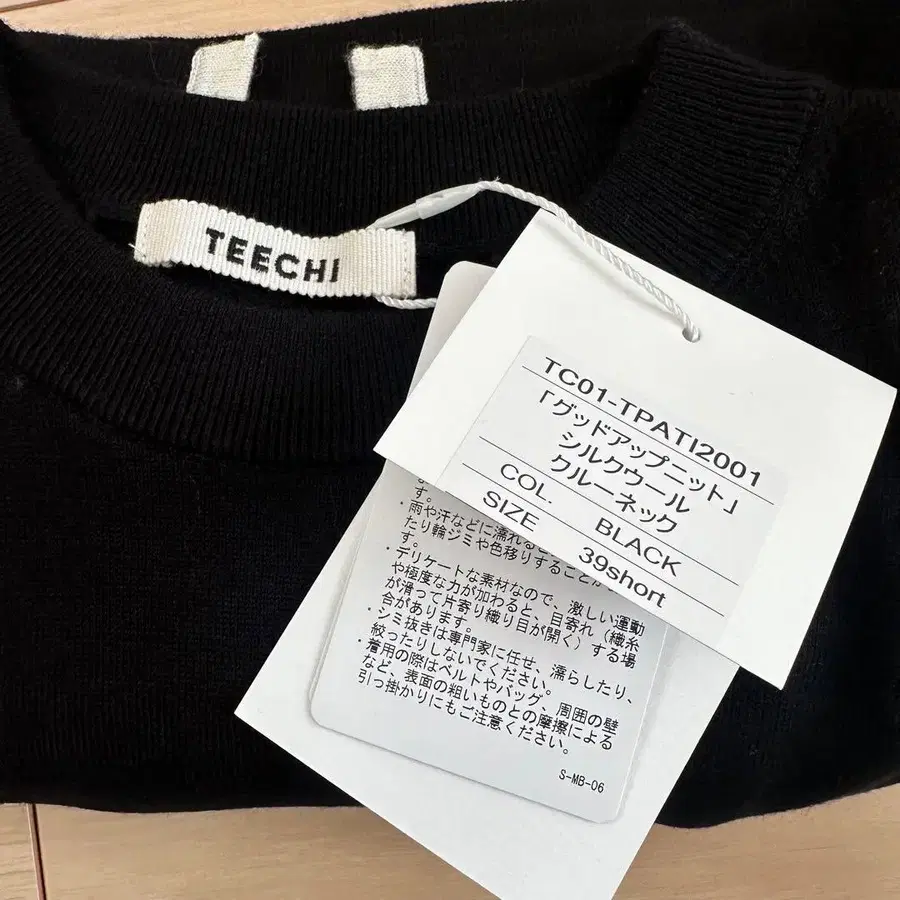 TEECHI
TC01-TPATI2001
「グッドアップニット」
シルクウール
クルーネック
COL. BLACK
SIZE 39short
す。
・雨や汗などに濡れる
たり輪ジミや色移りすることが
す。
・デリケートな素材なので、激しい運動
や極度な力が加わると、目寄れ（織糸
が滑って片寄り織り目が開く）する場
合があります。
・シミ抜きは専門家に任せ、濡らしたり、
絞ったりしないでください。
着用の際はベルトやバッグ、周囲の壁
など、表面の粗いものとの摩擦による
引っ掛かりにもご注意ください。
S-MB-06